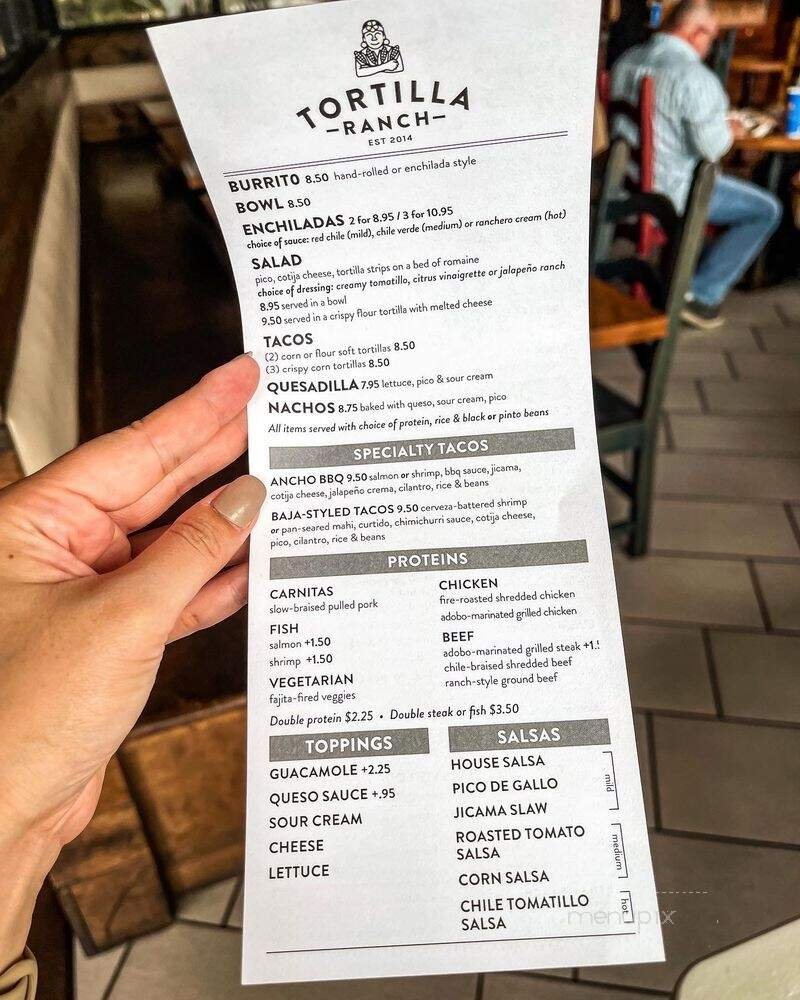 TORTILLA
-RANCH-
EST 2014
BURRITO 8.50 hand-rolled or enchilada style
BOWL 8.50
ENCHILADAS 2 for 8.95 / 3 for 10.95
choice of sauce: red chile (mild), chile verde (medium) or ranchero cream (hot)
SALAD
pico, cotija cheese, tortilla strips on a bed of romaine
choice of dressing: creamy tomatillo, citrus vinaigrette or jalapeño ranch
8.95 served in a bowl
9.50 served in a crispy flour tortilla with melted cheese
TACOS
(2) corn or flour soft tortillas 8.50
(3) crispy corn tortillas 8.50
QUESADILLA 7.95 lettuce, pico & sour cream
NACHOS 8.75 baked with queso, sour cream, pico
All items served with choice of protein, rice & black or pinto beans
SPECIALTY TACOS
ANCHO BBQ 9.50 salmon or shrimp, bbq sauce, jicama,
cotija cheese, jalapeño crema, cilantro, rice & beans
BAJA-STYLED TACOS 9.50 cerveza-battered shrimp
or pan-seared mahi, curtido, chimichurri sauce, cotija cheese,
pico, cilantro, rice & beans
PROTEINS
CARNITAS
slow-braised pulled pork
FISH
salmon +1.50
shrimp +1.50
VEGETARIAN
fajita-fired veggies
CHICKEN
fire-roasted shredded chicken
adobo-marinated grilled chicken
BEEF
adobo-marinated grilled steak
chile-braised shredded beef
ranch-style ground beef
Double protein $2.25 • Double steak or fish $3.50
TOPPINGS
GUACAMOLE +2.25
QUESO SAUCE +.95
SOUR CREAM
CHEESE
LETTUCE
SALSAS
HOUSE SALSA
PICO DE GALLO
JICAMA SLAW
mild
ROASTED TOMATO
SALSA
CORN SALSA
medium
CHILE TOMATILLO
SALSA
hot
menupix